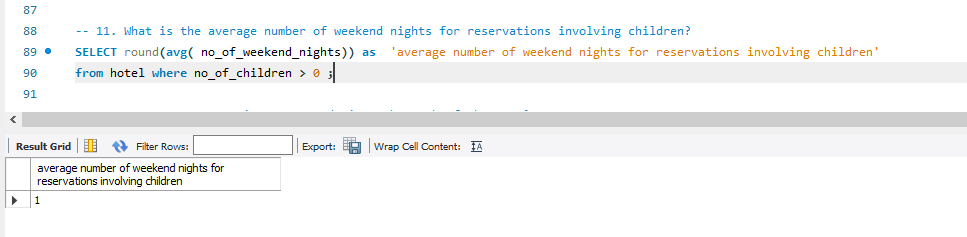 87
88 -- 11. What is the average number of weekend nights for reservations involving children?
89 SELECT round(avg( no_of_weekend_nights)) as 'average number of weekend nights for reservations involving children'
90 from hotel where no_of_children > 0 ;
91
Result Grid Filter Rows: Export: Wrap Cell Content: IA
average number of weekend nights for
reservations involving children
1